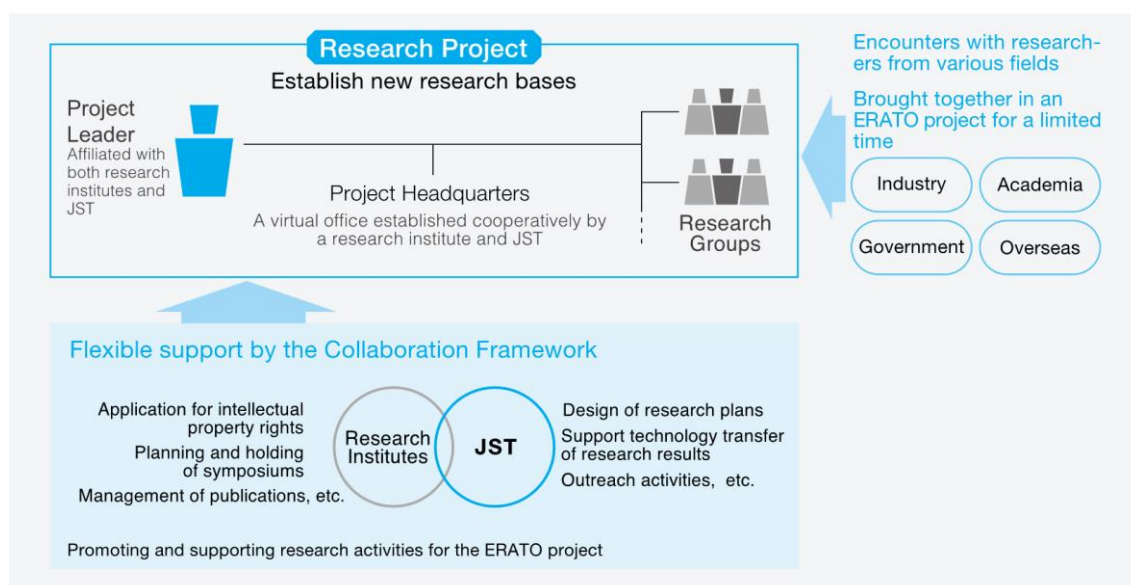 Research Project
Establish new research bases
Project
Leader
Affiliated with
both research
institutes and
JST
Project Headquarters
A virtual office established cooperatively by
a research institute and JST
Research
Groups
Encounters with research-
ers from various fields
Brought together in an
ERATO project for a limited
time
Industry
Academia
Government
Overseas
Flexible support by the Collaboration Framework
Application for intellectual
property rights
Planning and holding
of symposiums
Management of publications, etc.
Research
Institutes
JST
Design of research plans
Support technology transfer
of research results
Outreach activities, etc.
Promoting and supporting research activities for the ERATO project